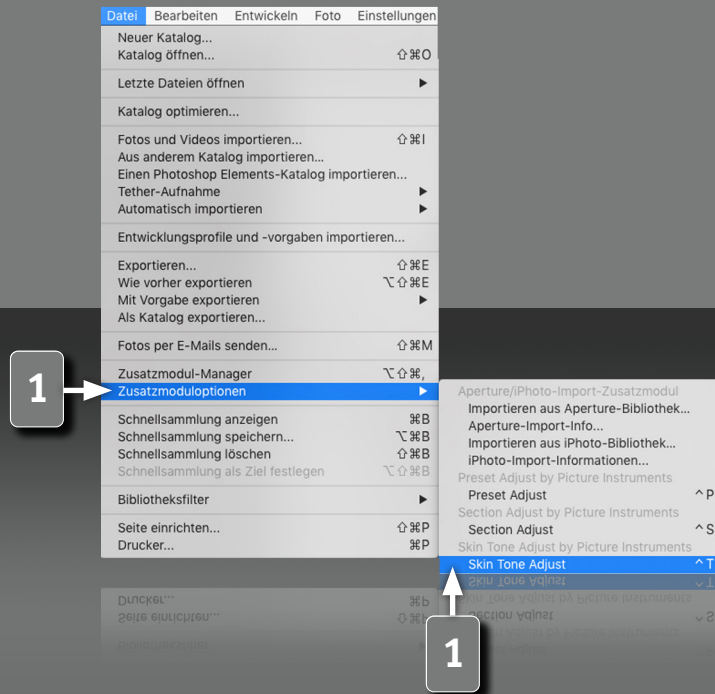 Datei Bearbeiten Entwickeln Foto Einstellungen
Neuer Katalog...
Katalog öffnen... ⇧⌘O
Letzte Dateien öffnen ▶
Katalog optimieren...
Fotos und Videos importieren... ⇧⌘I
Aus anderem Katalog importieren...
Einen Photoshop Elements-Katalog importieren...
Tether-Aufnahme ▶
Automatisch importieren ▶
Entwicklungsprofile und -vorgaben importieren...
Exportieren... ⇧⌘E
Wie vorher exportieren ⌥⇧⌘E
Mit Vorgabe exportieren ▶
Als Katalog exportieren...
Fotos per E-Mails senden... ⇧⌘M
Zusatzmodul-Manager ⌥⇧⌘,
1 Zusatzmoduloptionen ▶
Schnellsammlung anzeigen ⌘B
Schnellsammlung speichern... ⌥⌘B
Schnellsammlung löschen ⇧⌘B
Schnellsammlung als Ziel festlegen ⌥⇧⌘B
Bibliotheksfilter ▶
Seite einrichten... ⇧⌘P
Drucker... ⌘P
Aperture/iPhoto-Import-Zusatzmodul
Importieren aus Aperture-Bibliothek...
Aperture-Import-Info...
Importieren aus iPhoto-Bibliothek...
iPhoto-Import-Informationen...
Preset Adjust by Picture Instruments
Preset Adjust ^P
Section Adjust by Picture Instruments
Section Adjust ^S
Skin Tone Adjust by Picture Instruments
Skin Tone Adjust ^T
1